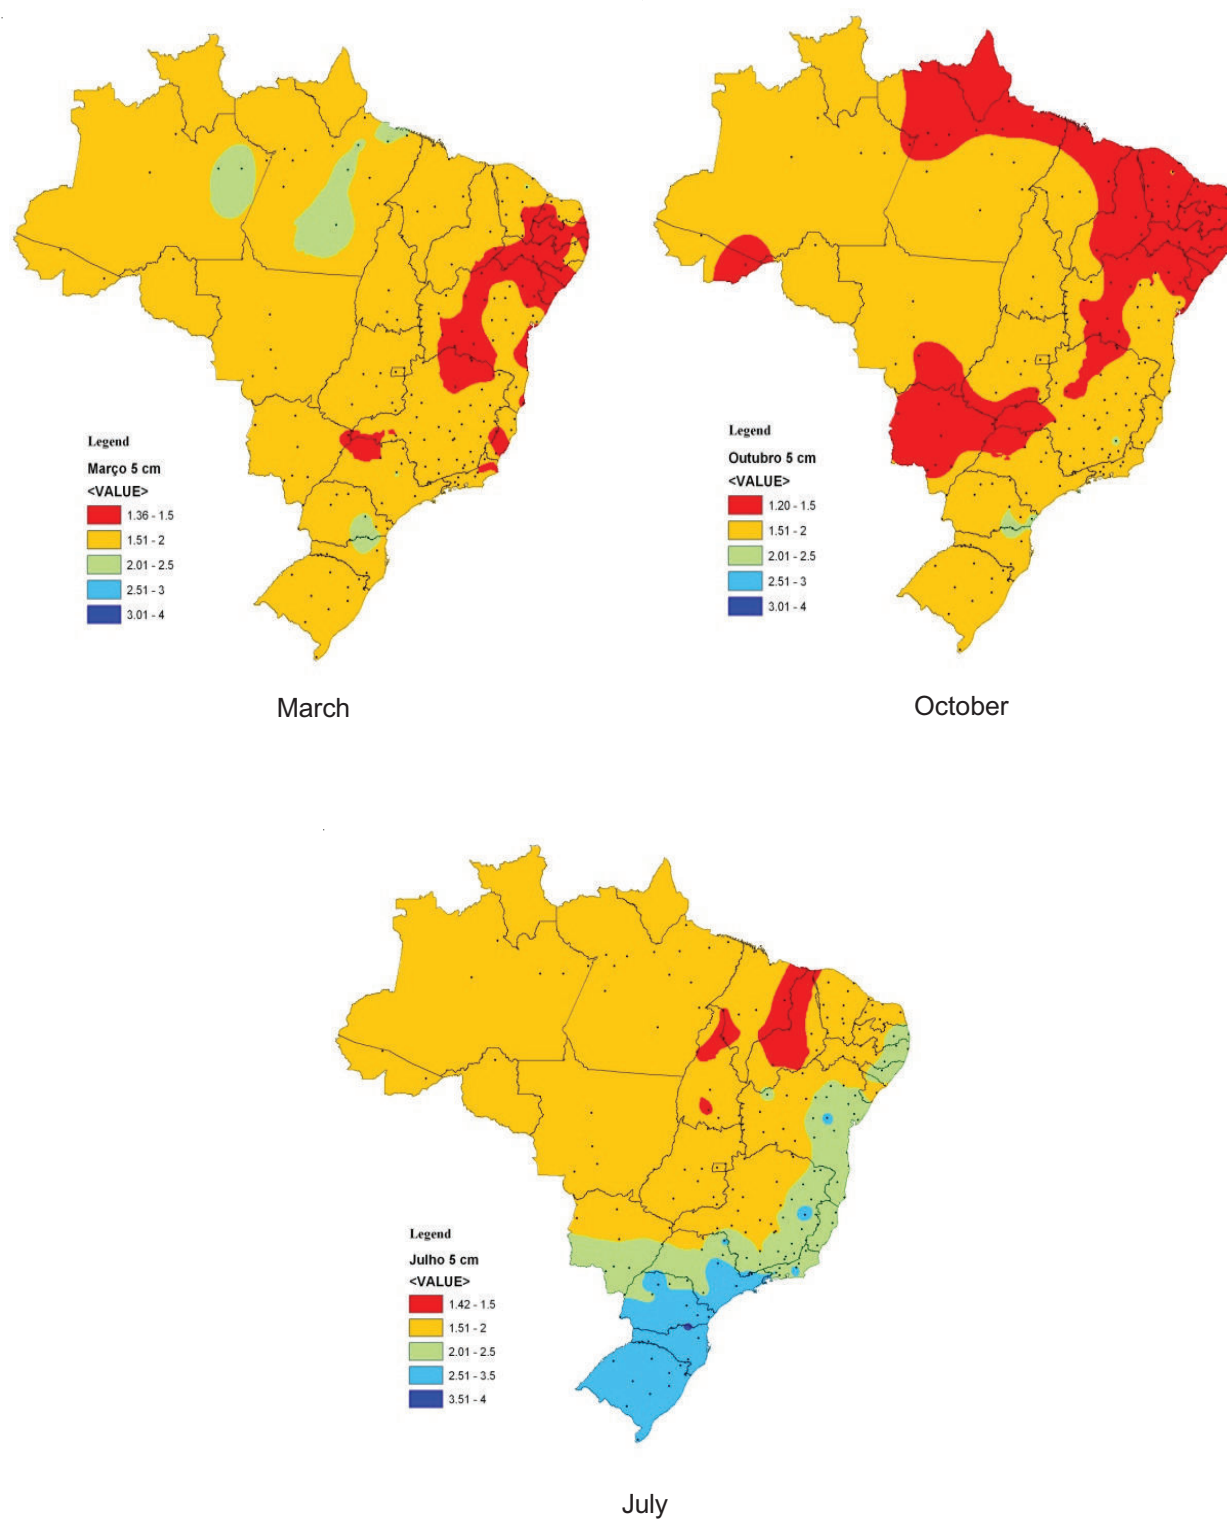 Legend
Março 5 cm
<VALUE>
1.36 - 1.5
1.51 - 2
2.01 - 2.5
2.51 - 3
3.01 - 4
March
Legend
Outubro 5 cm
<VALUE>
1.20 - 1.5
1.51 - 2
2.01 - 2.5
2.51 - 3
3.01 - 4
October
Legend
Julho 5 cm
<VALUE>
1.42 - 1.5
1.51 - 2
2.01 - 2.5
2.51 - 3.5
3.51 - 4
July